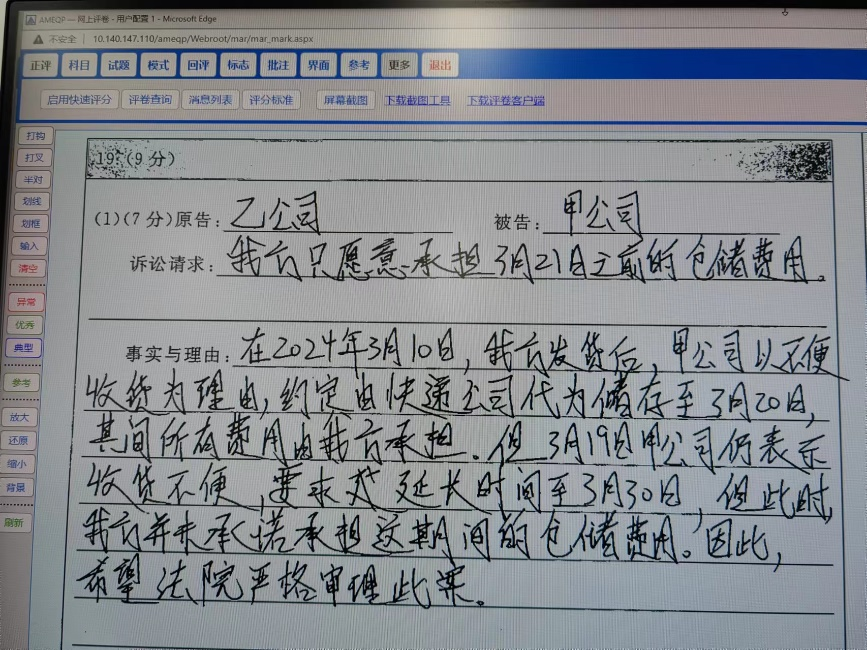 AMEQP — 网上评卷 - 用户配置 1 - Microsoft Edge
不安全 | 10.140.147.110/ameqp/Webroot/mar/mar_mark.aspx
正评 科目 试题 模式 回评 标志 批注 界面 参考 更多 退出
启用快速评分 评卷查询 消息列表 评分标准 屏幕截图 下载截图工具 下载评卷客户端
打钩
打叉
半对
划线
划框
输入
清空
异常
优秀
典型
参考
放大
还原
缩小
背景
刷新
19.(9 分)
(1)(7 分)原告: 乙公司 被告: 甲公司
诉讼请求: 我方只愿意承担3月21日之前的仓储费用。
事实与理由: 在2024年3月10日, 我方发货后, 甲公司以不便
收货为理由, 约定由快递公司代为储存至3月20日,
其间所有费用由我方承担。但3月19日甲公司仍表示
收货不便, 要求延长时间至3月30日, 但此时,
我方并未承诺承担这期间的仓储费用。因此,
希望法院严格审理此案。